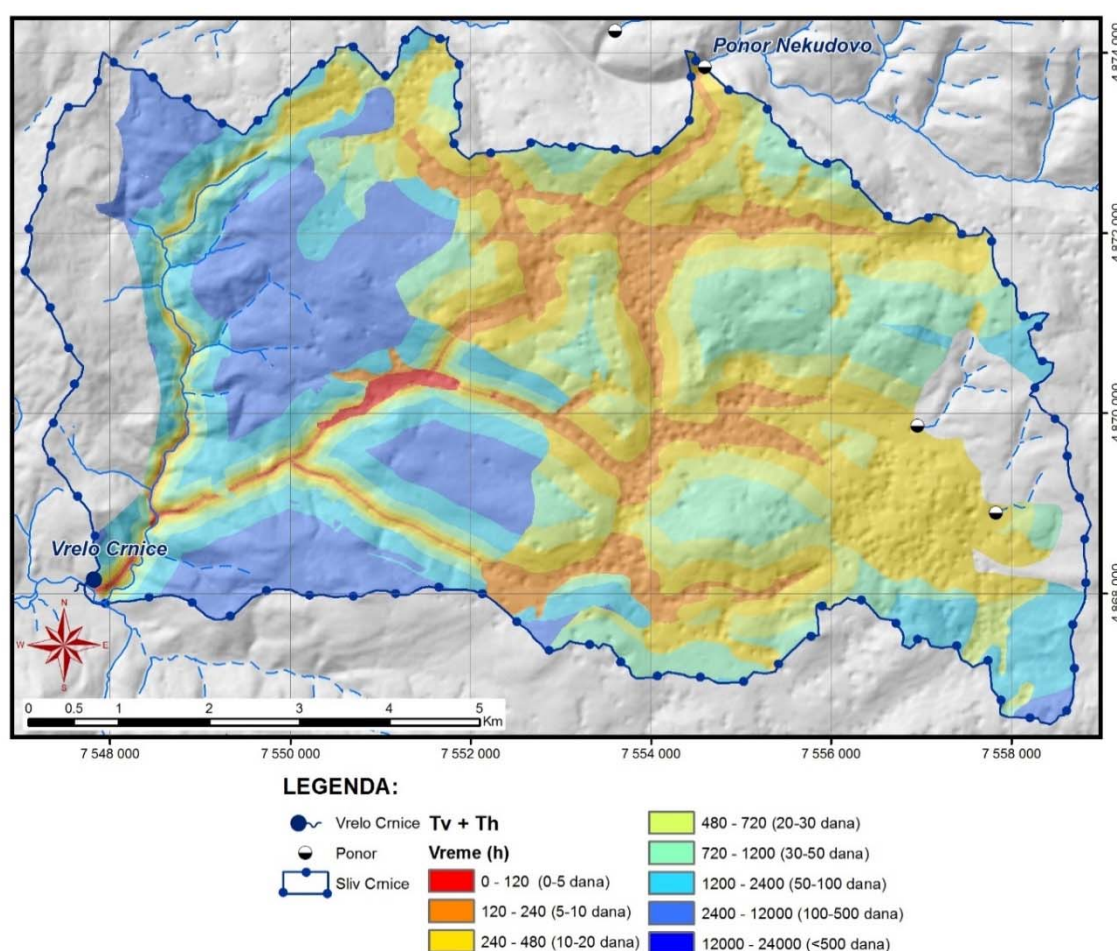 Ponor Nekudovo
4 874 000
4 872 000
4 870 000
4 868 000
Vrelo Crnice
N
W E
S
0 0.5 1 2 3 4 5
Km
7 548 000 7 550 000 7 552 000 7 554 000 7 556 000 7 558 000
LEGENDA:
Vrelo Crnice
Ponor
Sliv Crnice
Tv + Th
Vreme (h)
0 - 120 (0-5 dana)
120 - 240 (5-10 dana)
240 - 480 (10-20 dana)
480 - 720 (20-30 dana)
720 - 1200 (30-50 dana)
1200 - 2400 (50-100 dana)
2400 - 12000 (100-500 dana)
12000 - 24000 (<500 dana)